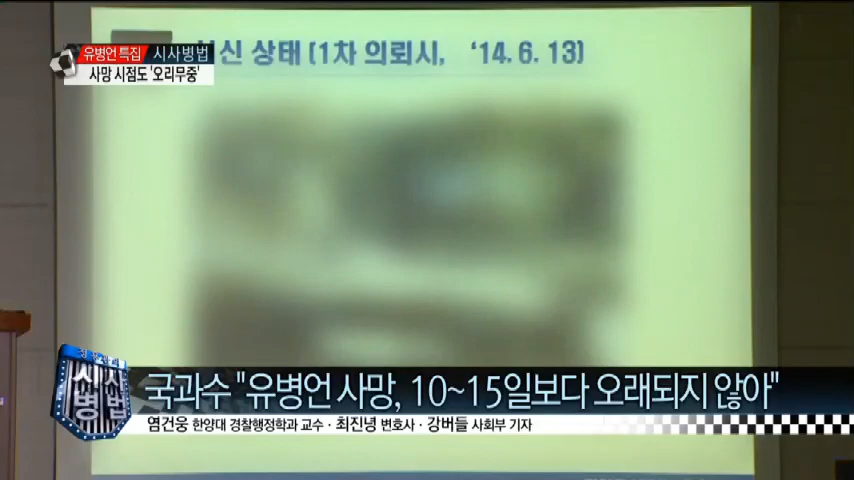 유병언 특집 시사병법
사망 시점도 '오리무중'
신 상태 (1차 의뢰시, '14. 6. 13)
시사
병법
국과수 "유병언 사망, 10~15일보다 오래되지 않아"
염건웅 한양대 경찰행정학과 교수 · 최진녕 변호사 · 강버들 사회부 기자